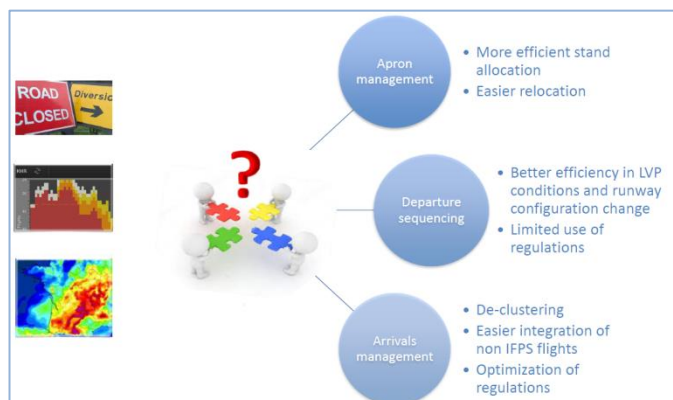 ROAD
CLOSED
Diversion
?
Apron
management
• More efficient stand
allocation
• Easier relocation
Departure
sequencing
• Better efficiency in LVP
conditions and runway
configuration change
• Limited use of
regulations
Arrivals
management
• De-clustering
• Easier integration of
non IFPS flights
• Optimization of
regulations